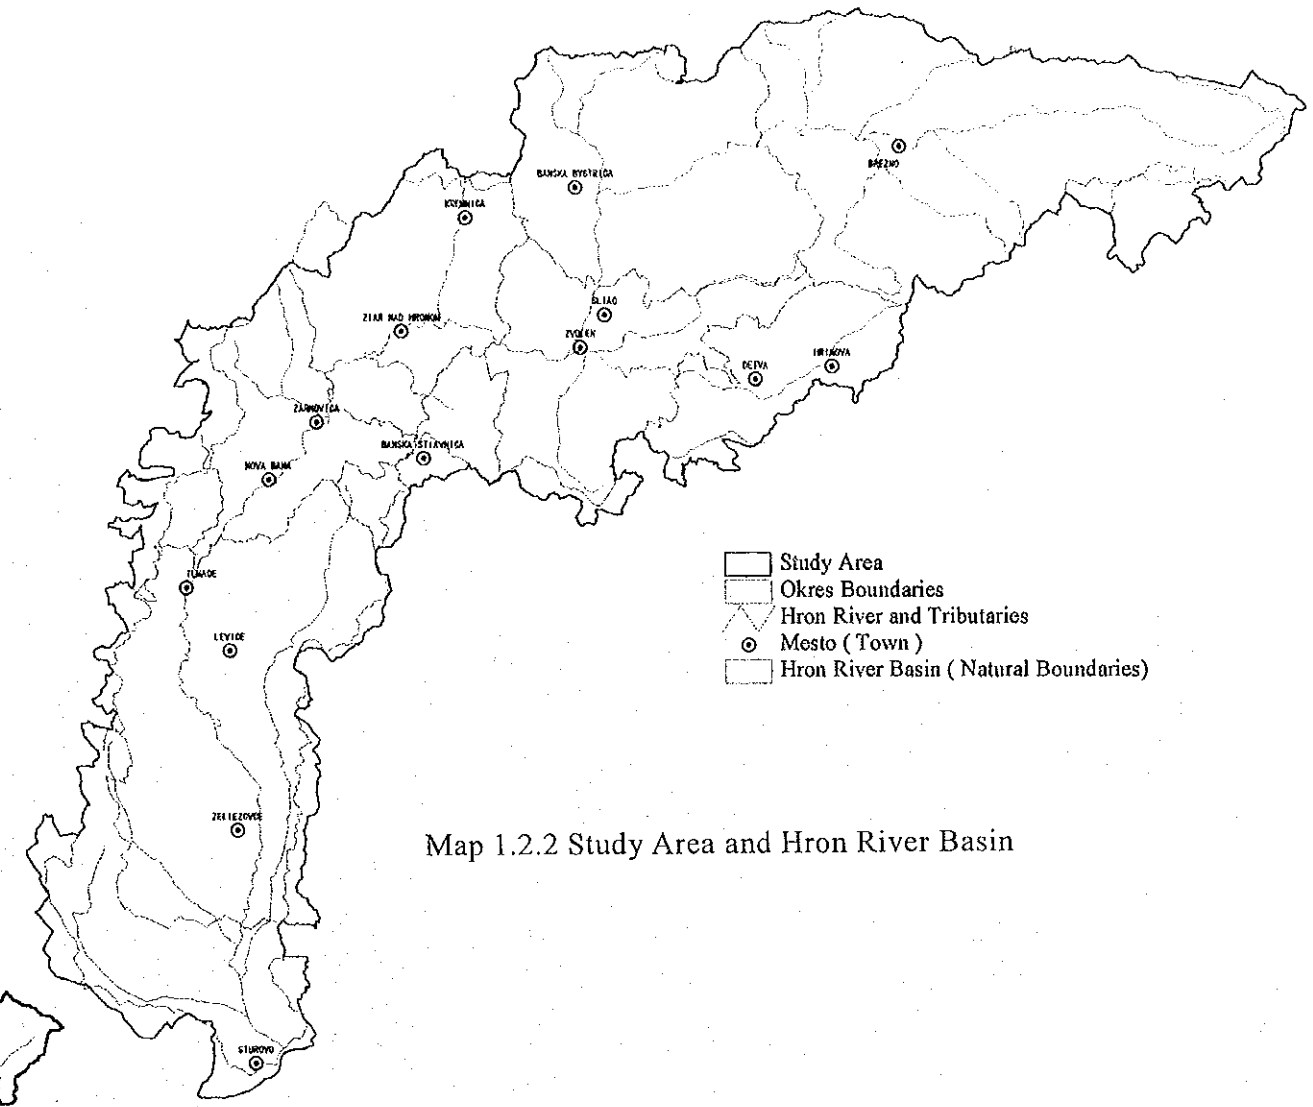 BREZNO
BANSKA BYSTRICA
KREMNICA
SLIAC
ZIAR NAD HRONOM
ZVOLEN
DETVA
HRINOVA
ZARNOVICA
BANSKA STIAVNICA
NOVA BANA
TLMACE
LEVICE
ZELIEZOVCE
STUROVO
Study Area
Okres Boundaries
Hron River and Tributaries
Mesto ( Town )
Hron River Basin ( Natural Boundaries)
Map 1.2.2 Study Area and Hron River Basin